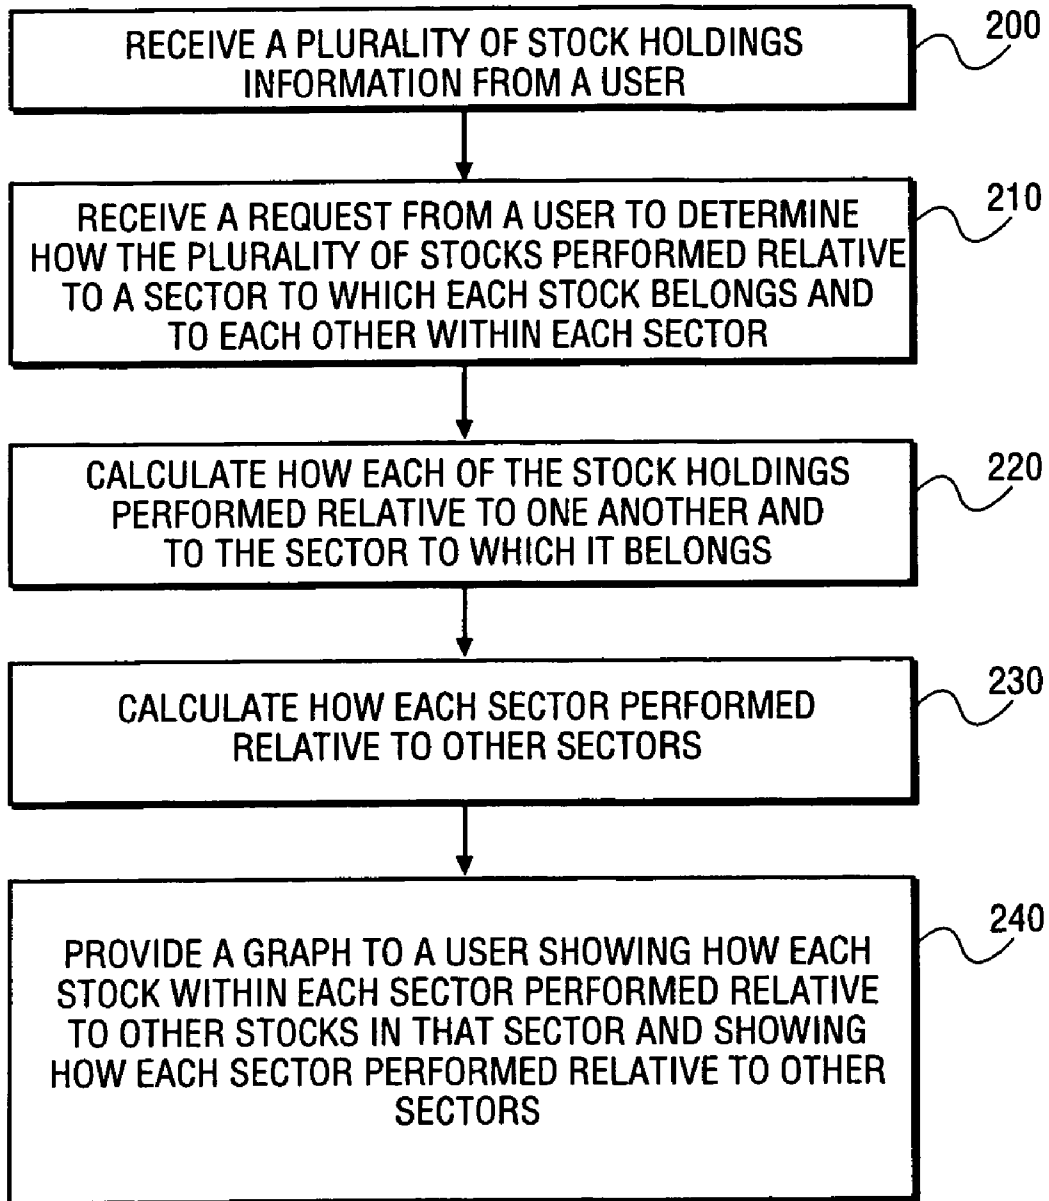 RECEIVE A PLURALITY OF STOCK HOLDINGS
INFORMATION FROM A USER
200
RECEIVE A REQUEST FROM A USER TO DETERMINE
HOW THE PLURALITY OF STOCKS PERFORMED RELATIVE
TO A SECTOR TO WHICH EACH STOCK BELONGS AND
TO EACH OTHER WITHIN EACH SECTOR
210
CALCULATE HOW EACH OF THE STOCK HOLDINGS
PERFORMED RELATIVE TO ONE ANOTHER AND
TO THE SECTOR TO WHICH IT BELONGS
220
CALCULATE HOW EACH SECTOR PERFORMED
RELATIVE TO OTHER SECTORS
230
PROVIDE A GRAPH TO A USER SHOWING HOW EACH
STOCK WITHIN EACH SECTOR PERFORMED RELATIVE
TO OTHER STOCKS IN THAT SECTOR AND SHOWING
HOW EACH SECTOR PERFORMED RELATIVE TO OTHER
SECTORS
240